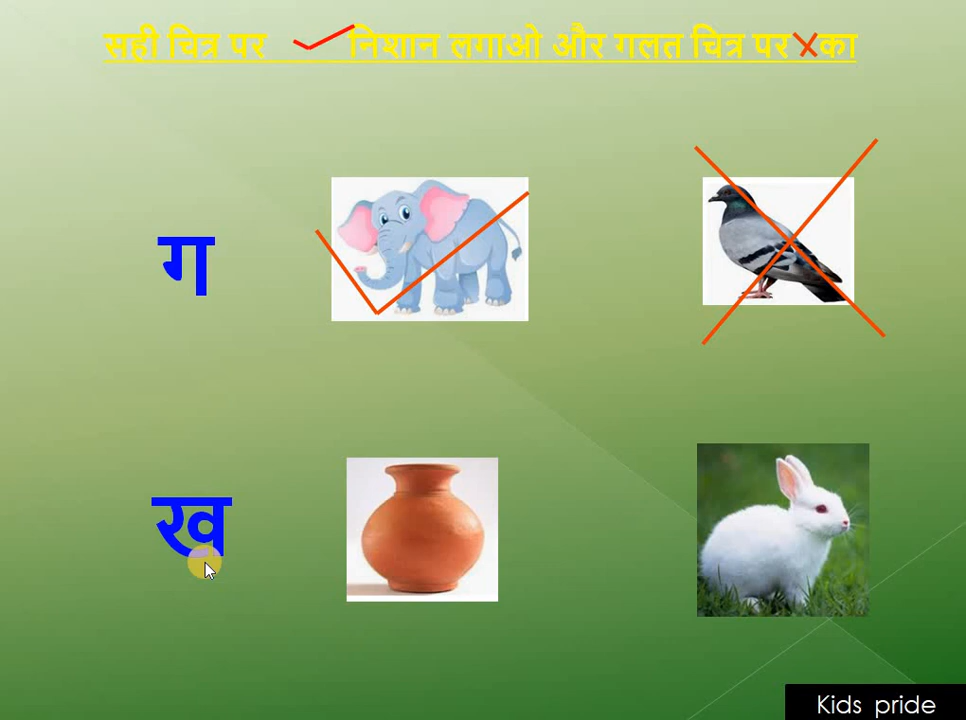 सही चित्र पर निशान लगाओ और गलत चित्र पर का
ग
ख
Kids pride